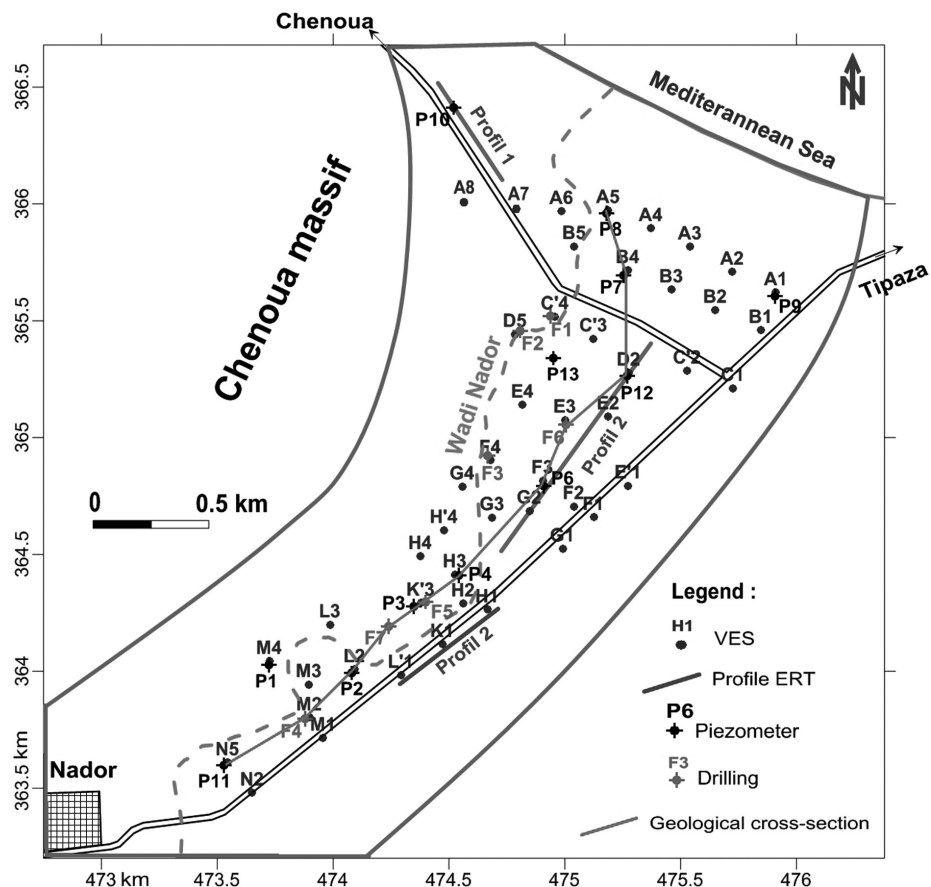 Chenoua
Mediterannean Sea
N
366.5
P10
Profil 1
Chenoua massif
366
A8
A7
A6
A5
P8
A4
A3
A2
A1
P9
B5
B4
P7
B3
B2
B1
Tipaza
365.5
C'4
F1
D5
F2
C'3
P13
D2
P12
C'2
C1
Wadi Nador
E4
E3
F6
E2
Profil 2
365
F4
F3
G4
G3
F3
P6
G2
F2
F1
E'1
G1
0
0.5 km
H'4
H4
364.5
H3
P4
K'3
P3
F5
H2
H1
F7
L3
K1
Profil 2
L'1
L2
P2
364
M4
P1
M3
M2
F4
M1
N5
P11
N2
Nador
363.5 km
Legend :
H1
VES
Profile ERT
P6
Piezometer
F3
Drilling
Geological cross-section
473 km
473.5
474
474.5
475
475.5
476